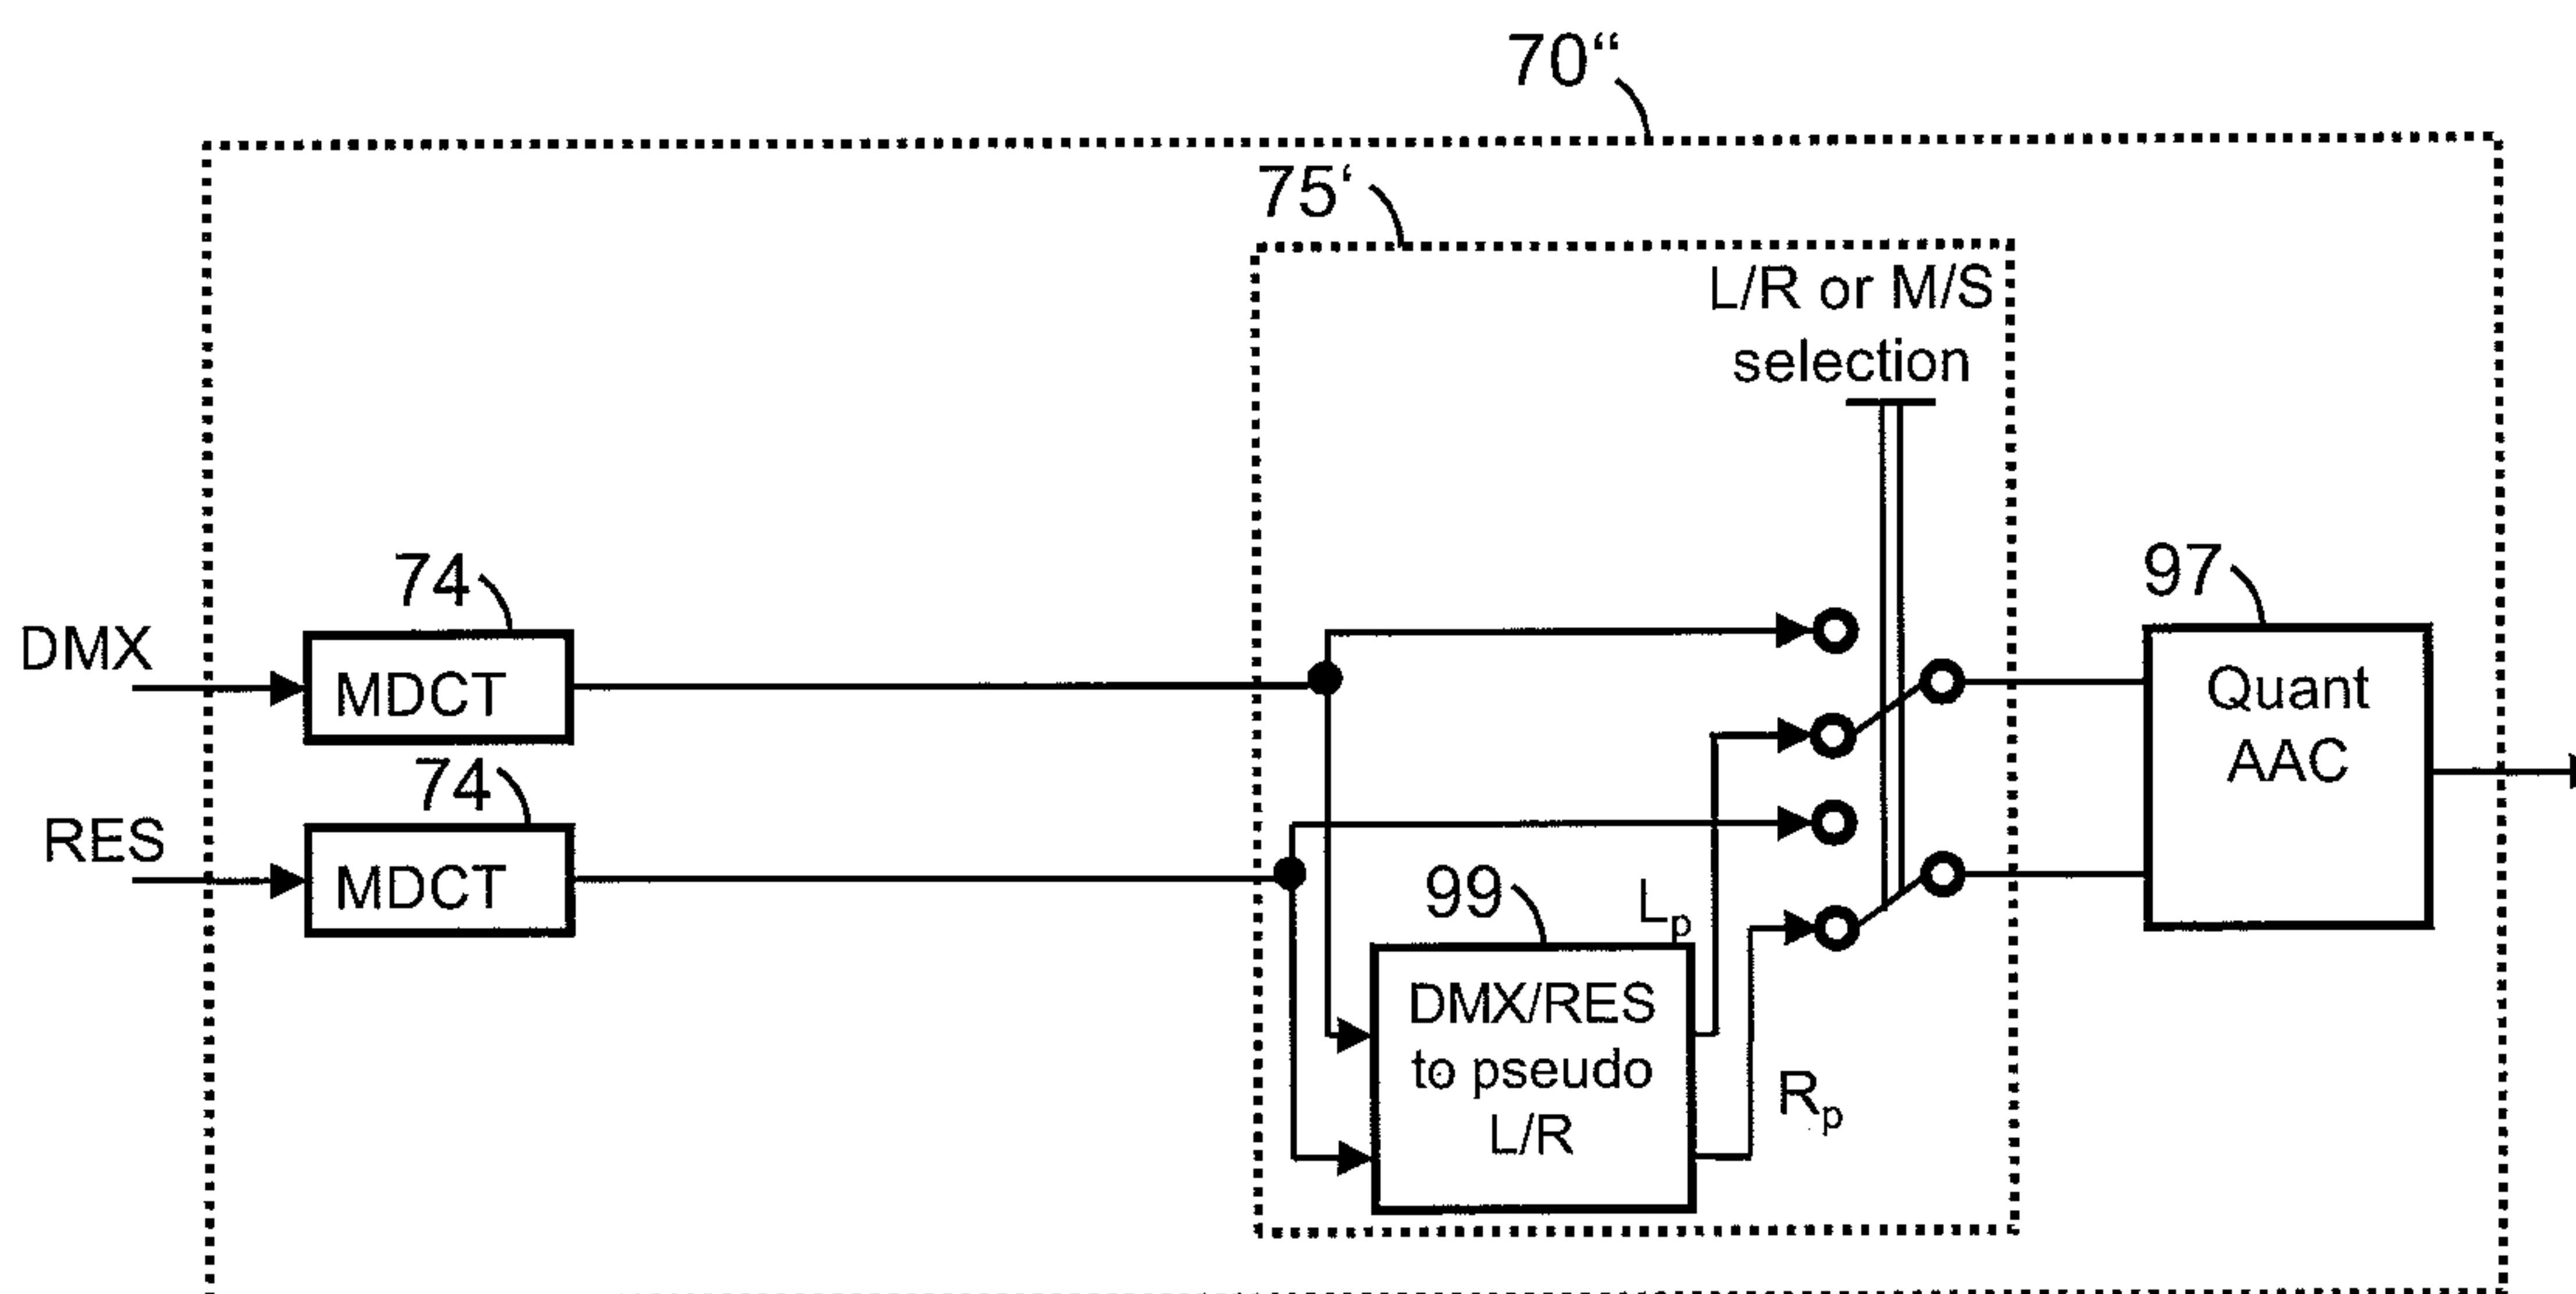 70“
75‘
L/R or M/S
selection
74
97
DMX
MDCT
Quant
AAC
74
RES
MDCT
99
Lp
DMX/RES
to pseudo
L/R
Rp